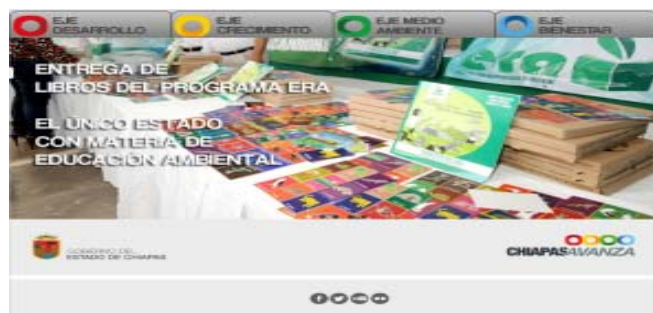 EJE
DESARROLLO
EJE
CRECIMIENTO
EJE MEDIO
AMBIENTE
EJE
BIENESTAR
ENTREGA DE
LIBROS DEL PROGRAMA ERA
EL ÚNICO ESTADO
CON MATERIA DE
EDUCACIÓN AMBIENTAL
eras
GOBIERNO DEL
ESTADO DE CHIAPAS
CHIAPASAVANZA